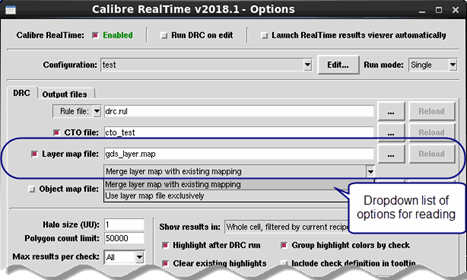 Calibre RealTime v2018.1 - Options
Calibre RealTime: Enabled Run DRC on edit Launch RealTime results viewer automatically
Configuration: test Edit... Run mode: Single
DRC Output files
Rule file: drc.rul ... Reload
CTO file: cto_test ... Reload
Layer map file: gds_layer.map ... Reload
Merge layer map with existing mapping
Merge layer map with existing mapping
Use layer map file exclusively
Object map file: Reload
Dropdown list of
options for reading
Halo size (UU): 1 Show results in: Whole cell, filtered by current recipe
Polygon count limit: 50000 Highlight after DRC run Group highlight colors by check
Max results per check: All Clear existing highlights Include check definition in tooltip